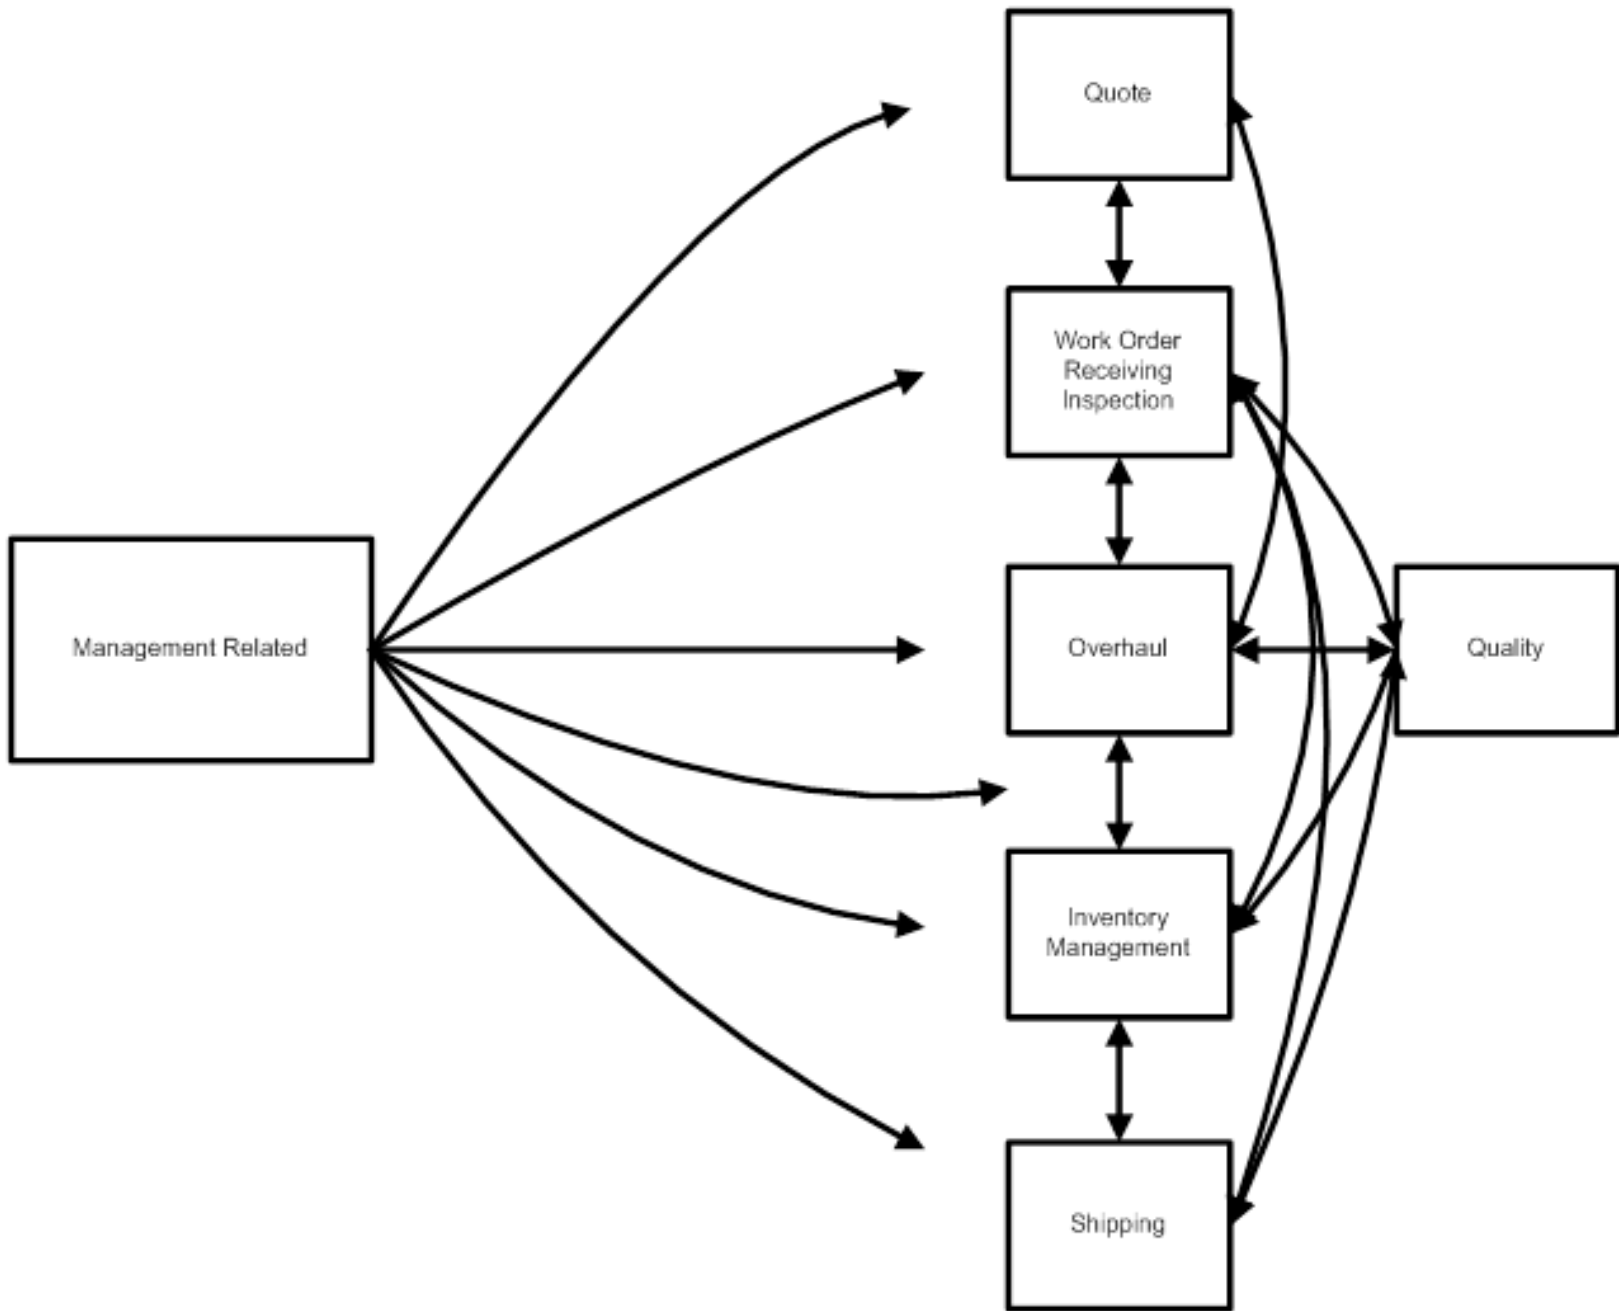 Quote
Work Order
Receiving
Inspection
Management Related
Overhaul
Quality
Inventory
Management
Shipping